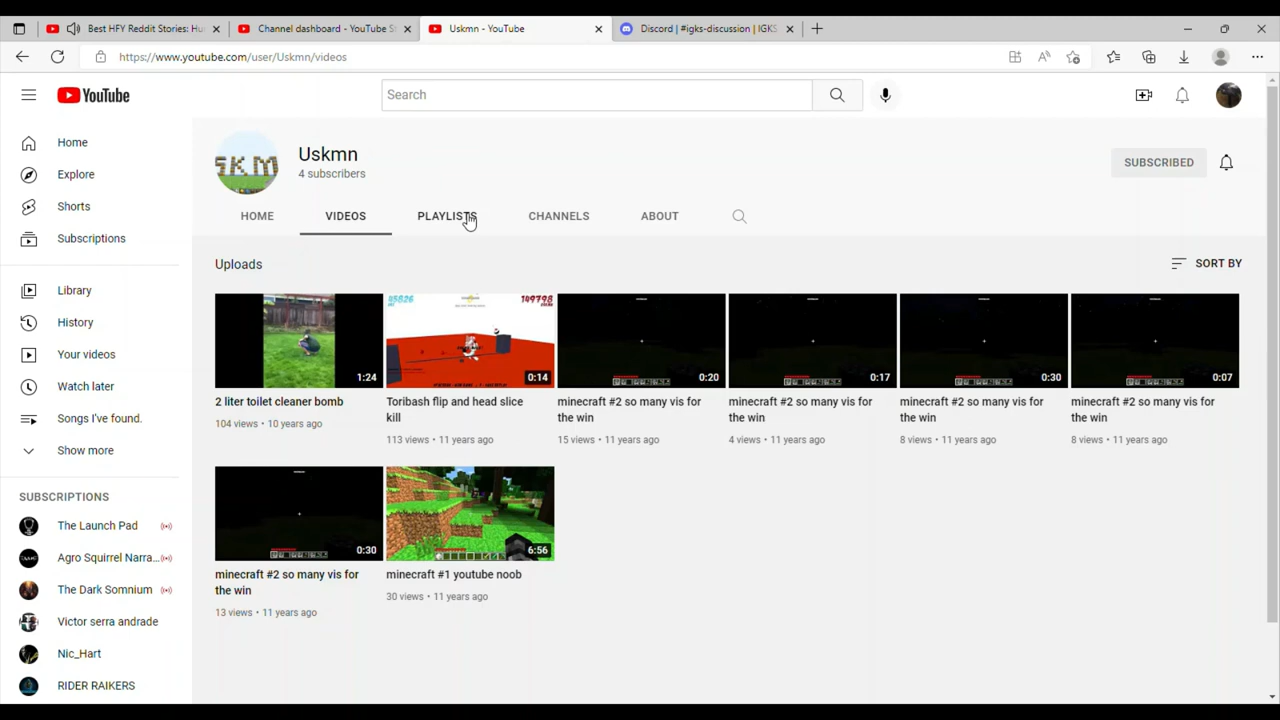 Best HFY Reddit Stories: Hu
Channel dashboard - YouTube S
Uskmn - YouTube
Discord | #igks-discussion | IGKS
https://www.youtube.com/user/Uskmn/videos
YouTube
Search
Home
Explore
Shorts
Subscriptions
Library
History
Your videos
Watch later
Songs I've found.
Show more
SUBSCRIPTIONS
The Launch Pad
Agro Squirrel Narra...
The Dark Somnium
Victor serra andrade
Nic_Hart
RIDER RAIKERS
SKM
Uskmn
4 subscribers
SUBSCRIBED
HOME
VIDEOS
PLAYLISTS
CHANNELS
ABOUT
Uploads
SORT BY
1:24
2 liter toilet cleaner bomb
104 views • 10 years ago
45826
149798
0:14
Toribash flip and head slice
kill
113 views • 11 years ago
0:20
minecraft #2 so many vis for
the win
15 views • 11 years ago
0:17
minecraft #2 so many vis for
the win
4 views • 11 years ago
0:30
minecraft #2 so many vis for
the win
8 views • 11 years ago
0:07
minecraft #2 so many vis for
the win
8 views • 11 years ago
0:30
minecraft #2 so many vis for
the win
13 views • 11 years ago
6:56
minecraft #1 youtube noob
30 views • 11 years ago